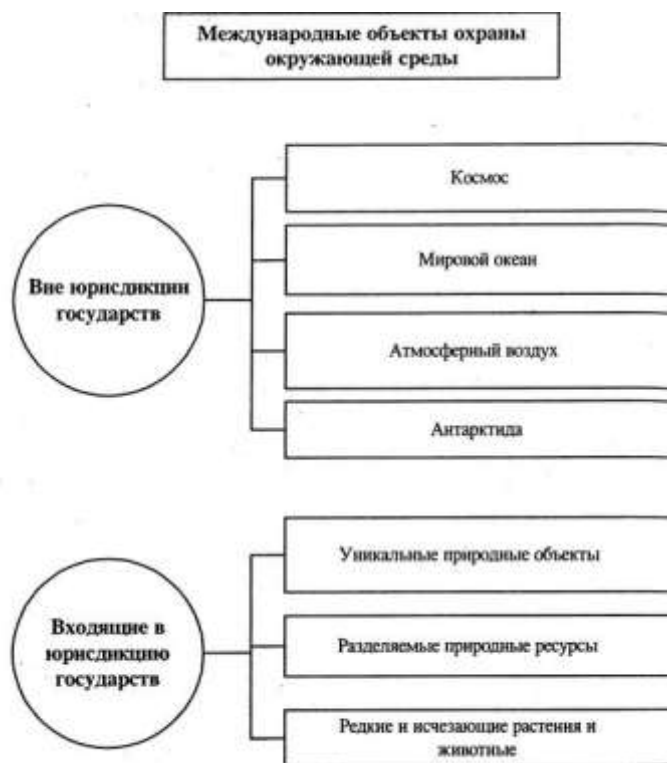 Международные объекты охраны
окружающей среды
Космос
Мировой океан
Вне юрисдикции
государств
Атмосферный воздух
Антарктида
Уникальные природные объекты
Входящие в
юрисдикцию
государств
Разделяемые природные ресурсы
Редкие и исчезающие растения и
животные